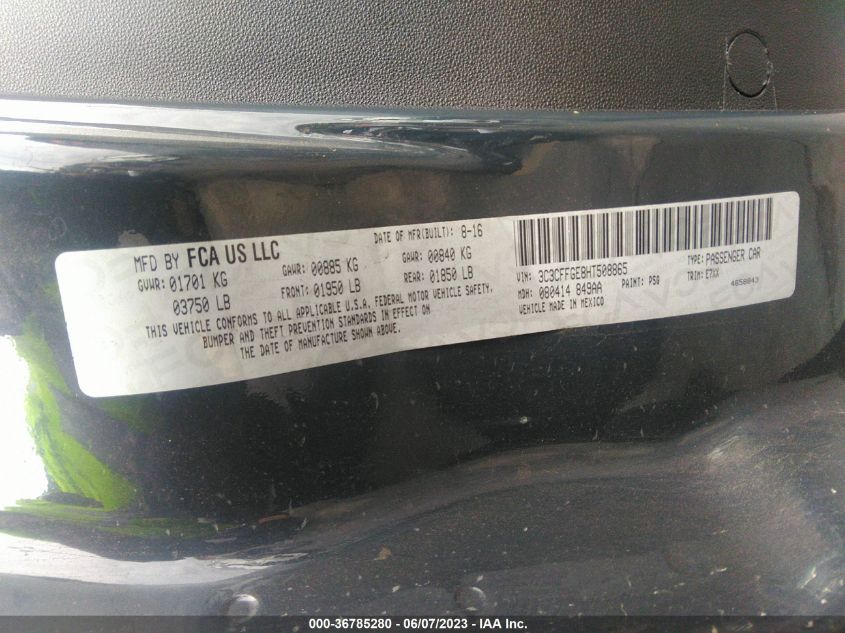 MFD BY FCA US LLC
DATE OF MFR(BUILT): 8-16
GVWR: 01701 KG
03750 LB
GAWR: 00885 KG
FRONT: 01950 LB
GAWR: 00840 KG
REAR: 01850 LB
THIS VEHICLE CONFORMS TO ALL APPLICABLE U.S.A. FEDERAL MOTOR VEHICLE SAFETY,
BUMPER AND THEFT PREVENTION STANDARDS IN EFFECT ON
THE DATE OF MANUFACTURE SHOWN ABOVE.
VIN: 3C3CFFGE8HT508865
TYPE: PASSENGER CAR
MDH: 080414 849AA
PAINT: PSQ
TRIM: E7XX
VEHICLE MADE IN MEXICO
4658843
000-36785280 - 06/07/2023 - IAA Inc.